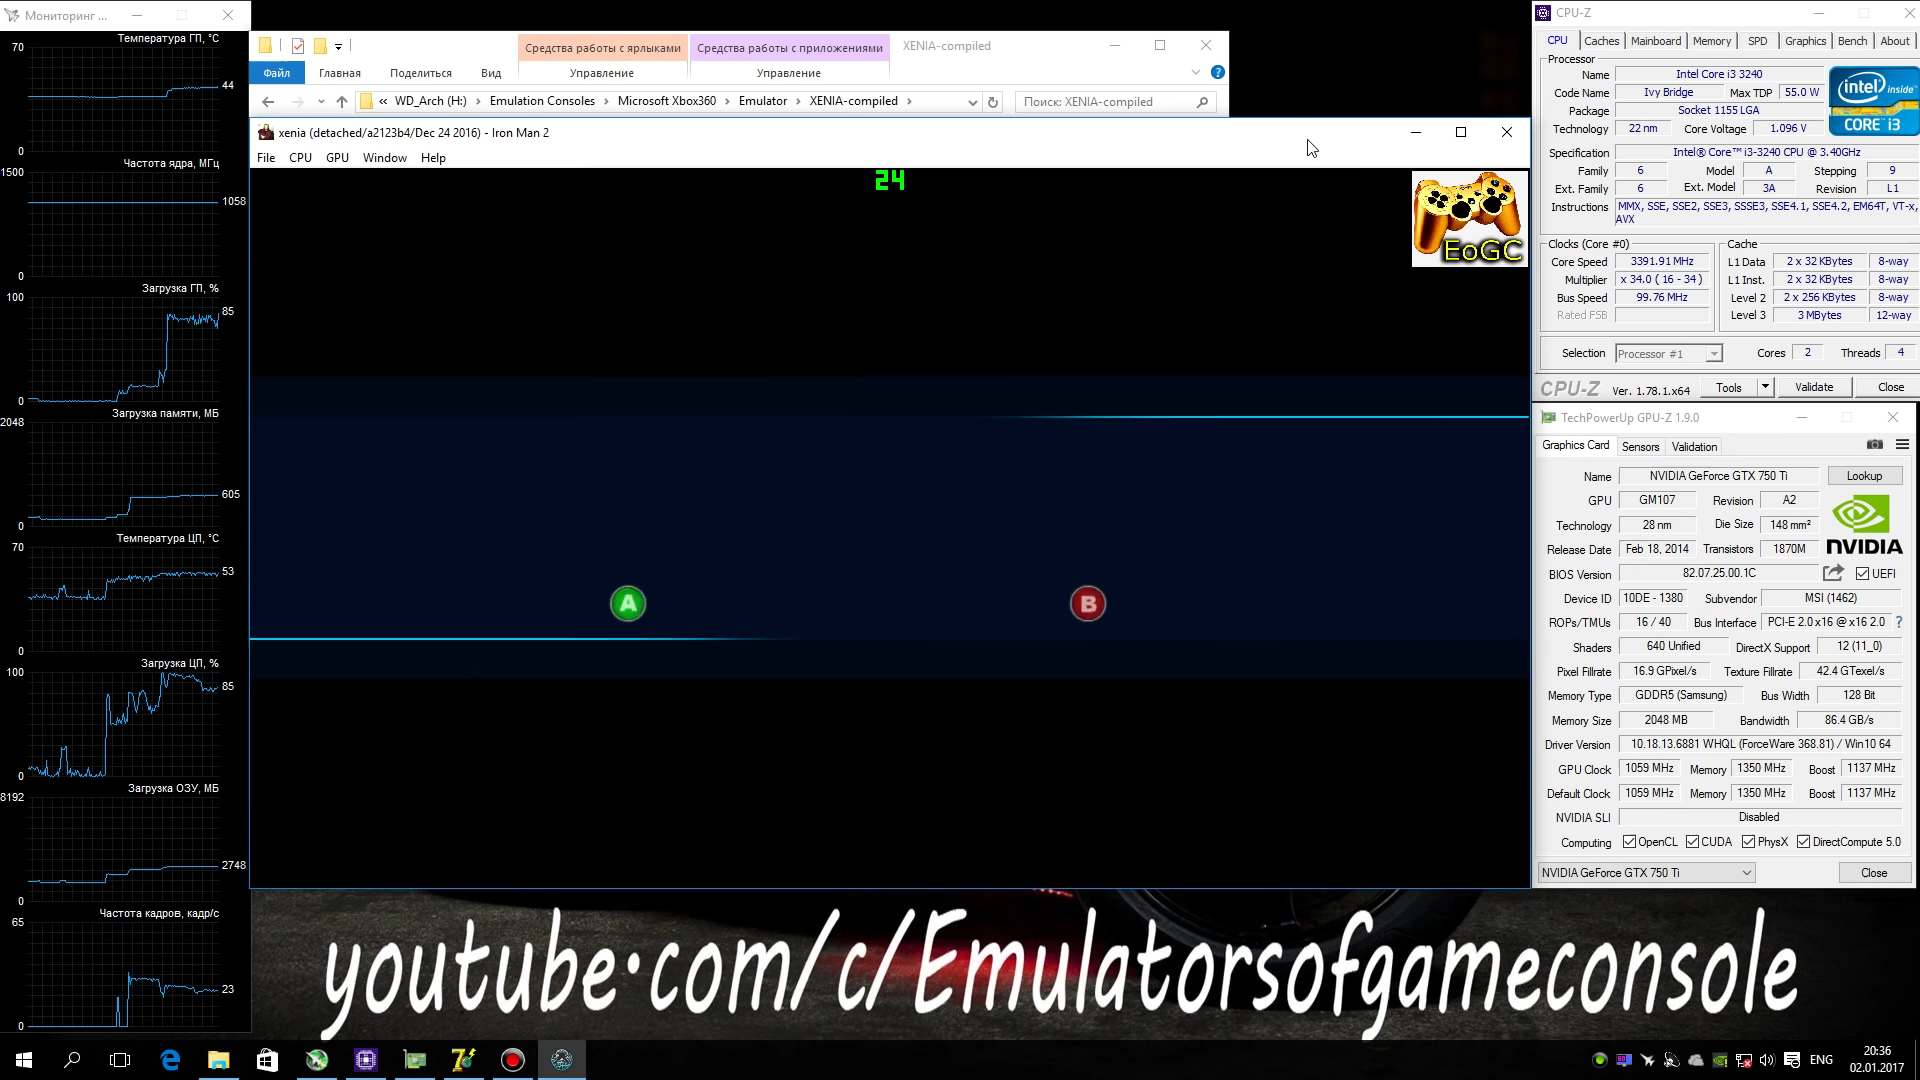 Мониторинг ...
Температура ГП, °C
70
44
0
Частота ядра, МГц
1500
1058
0
Загрузка ГП, %
100
85
0
Загрузка памяти, МБ
2048
605
0
Температура ЦП, °C
70
53
0
Загрузка ЦП, %
100
85
0
Загрузка ОЗУ, МБ
8192
2748
0
Частота кадров, кадр/с
65
23
0
Средства работы с ярлыками
Средства работы с приложениями
XENIA-compiled
Файл
Главная
Поделиться
Вид
Управление
Управление
« WD_Arch (H:) › Emulation Consoles › Microsoft Xbox360 › Emulator › XENIA-compiled ›
Поиск: XENIA-compiled
xenia (detached/a2123b4/Dec 24 2016) - Iron Man 2
File CPU GPU Window Help
24
EoGC
A
B
CPU-Z
CPU Caches Mainboard Memory SPD Graphics Bench About
Processor
Name Intel Core i3 3240
Code Name Ivy Bridge Max TDP 55.0 W
Package Socket 1155 LGA
Technology 22 nm Core Voltage 1.096 V
intel inside™
CORE i3
Specification Intel® Core™ i3-3240 CPU @ 3.40GHz
Family 6 Model A Stepping 9
Ext. Family 6 Ext. Model 3A Revision L1
Instructions MMX, SSE, SSE2, SSE3, SSSE3, SSE4.1, SSE4.2, EM64T, VT-x,
AVX
Clocks (Core #0)
Core Speed 3391.91 MHz
Multiplier x 34.0 ( 16 - 34 )
Bus Speed 99.76 MHz
Rated FSB
Cache
L1 Data 2 x 32 KBytes 8-way
L1 Inst. 2 x 32 KBytes 8-way
Level 2 2 x 256 KBytes 8-way
Level 3 3 MBytes 12-way
Selection Processor #1 Cores 2 Threads 4
CPU-Z Ver. 1.78.1.x64 Tools Validate Close
TechPowerUp GPU-Z 1.9.0
Graphics Card Sensors Validation
Name NVIDIA GeForce GTX 750 Ti Lookup
GPU GM107 Revision A2
Technology 28 nm Die Size 148 mm²
Release Date Feb 18, 2014 Transistors 1870M
NVIDIA
BIOS Version 82.07.25.00.1C UEFI
Device ID 10DE - 1380 Subvendor MSI (1462)
ROPs/TMUs 16 / 40 Bus Interface PCI-E 2.0 x16 @ x16 2.0 ?
Shaders 640 Unified DirectX Support 12 (11_0)
Pixel Fillrate 16.9 GPixel/s Texture Fillrate 42.4 GTexel/s
Memory Type GDDR5 (Samsung) Bus Width 128 Bit
Memory Size 2048 MB Bandwidth 86.4 GB/s
Driver Version 10.18.13.6881 WHQL (ForceWare 368.81) / Win10 64
GPU Clock 1059 MHz Memory 1350 MHz Boost 1137 MHz
Default Clock 1059 MHz Memory 1350 MHz Boost 1137 MHz
NVIDIA SLI Disabled
Computing OpenCL CUDA PhysX DirectCompute 5.0
NVIDIA GeForce GTX 750 Ti Close
youtube.com/c/Emulatorsofgameconsole
ENG
20:36
02.01.2017